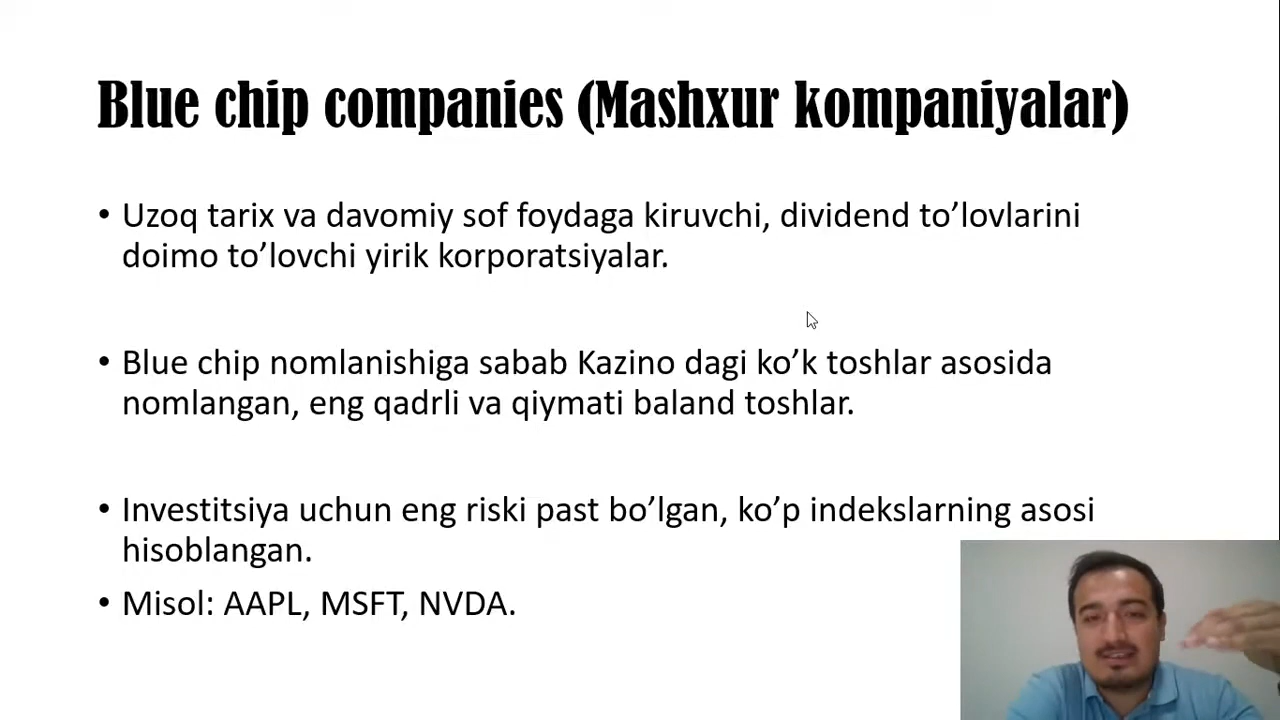 Blue chip companies (Mashxur kompaniyalar)
• Uzoq tarix va davomiy sof foydaga kiruvchi, dividend to’lovlarini
doimo to’lovchi yirik korporatsiyalar.
• Blue chip nomlanishiga sabab Kazino dagi ko’k toshlar asosida
nomlangan, eng qadrli va qiymati baland toshlar.
• Investitsiya uchun eng riski past bo’lgan, ko’p indekslarning asosi
hisoblangan.
• Misol: AAPL, MSFT, NVDA.